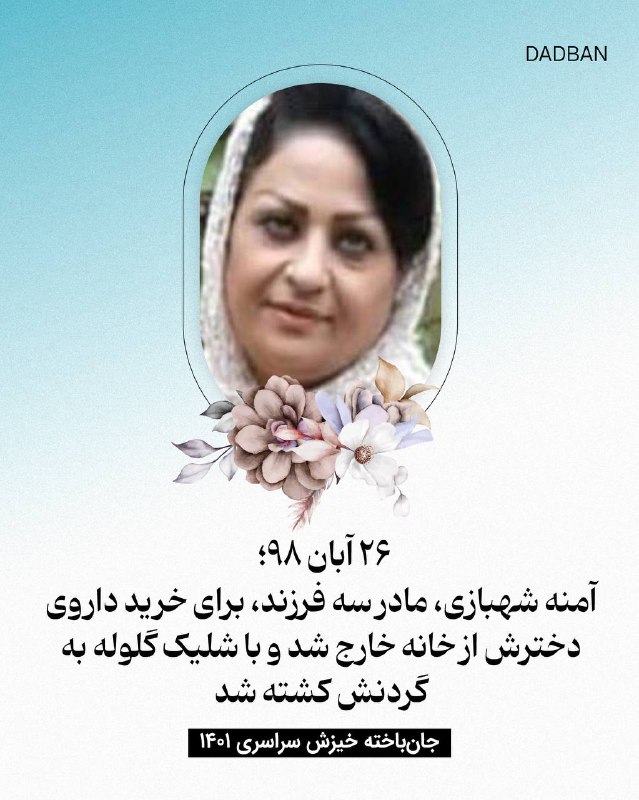 DADBAN
۲۶ آبان ۹۸؛
آمنه شهبازی، مادر سه فرزند، برای خرید داروی
دخترش از خانه خارج شد و با شلیک گلوله به
گردنش کشته شد
جان‌باخته خیزش سراسری ۱۴۰۱